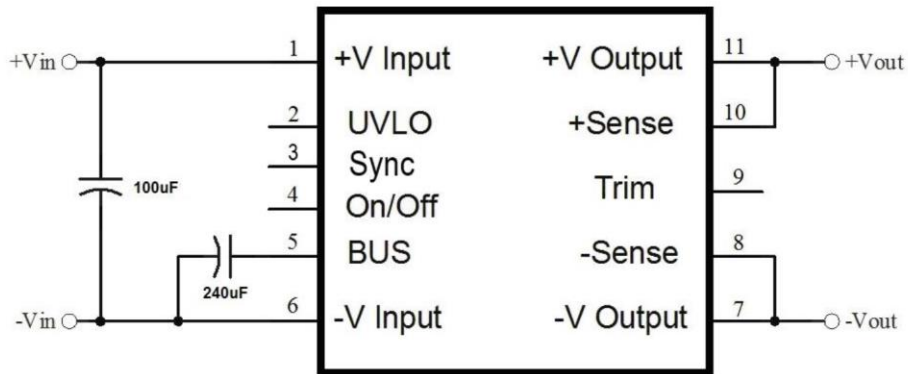 +Vin 1 +V Input +V Output 11 +Vout
2 UVLO +Sense 10
3 Sync
100uF Trim 9
4 On/Off
5 BUS -Sense 8
240uF
-Vin 6 -V Input -V Output 7 -Vout